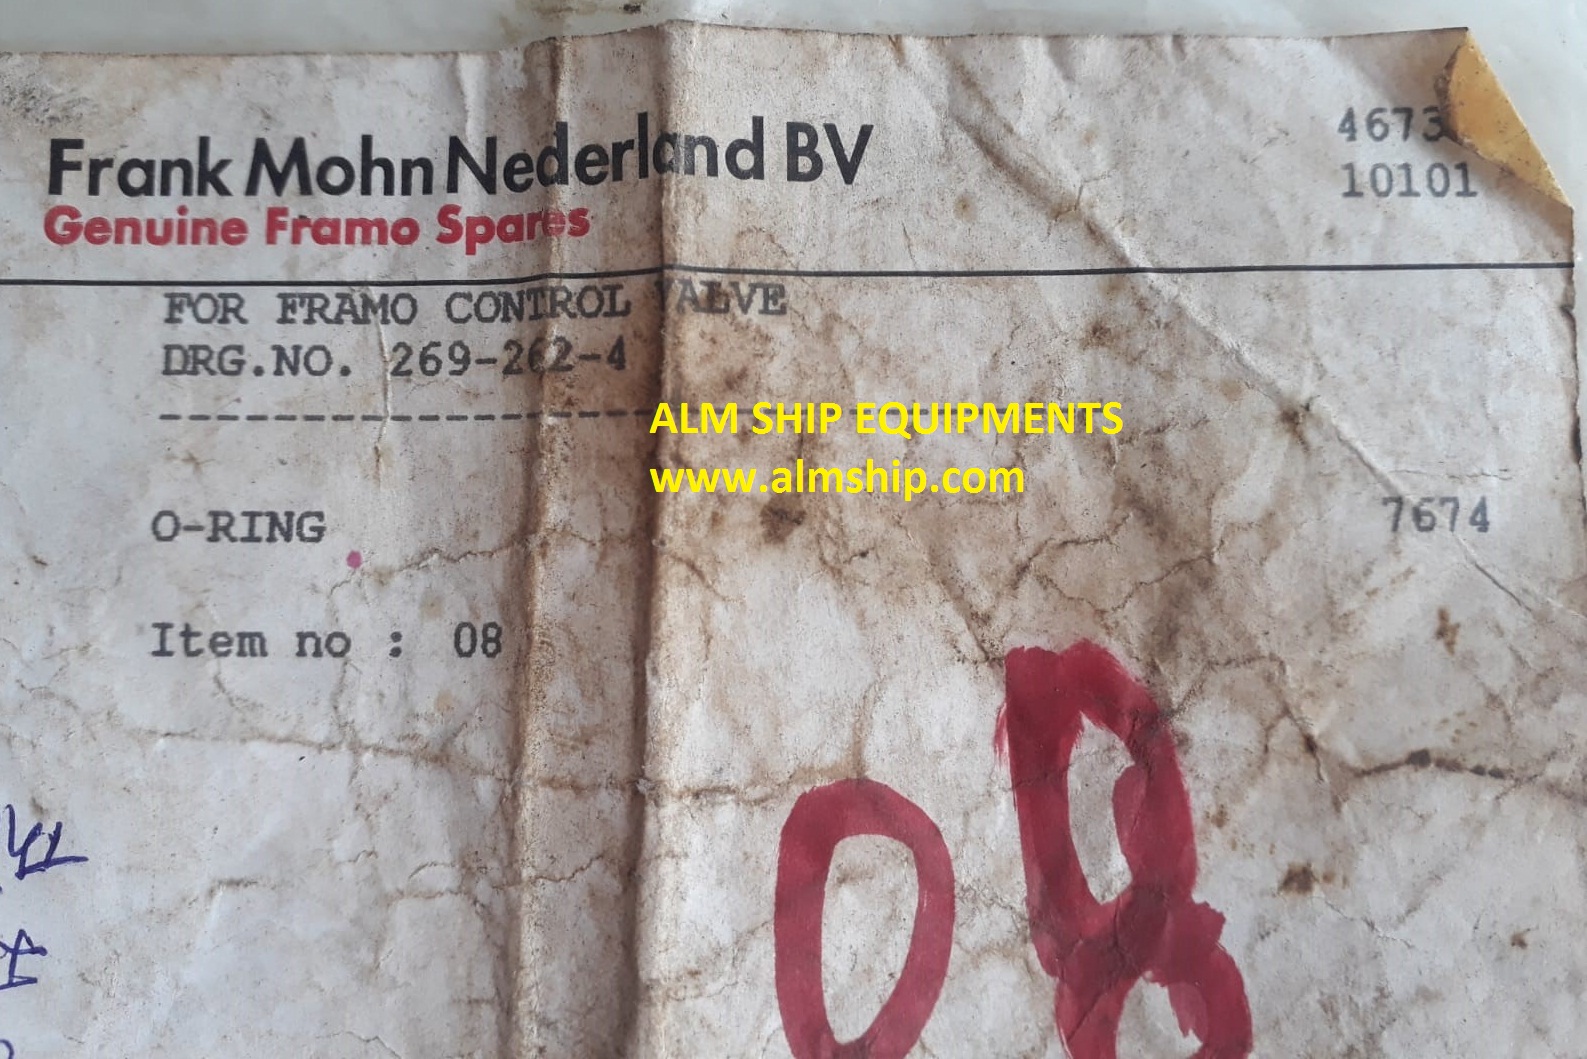 Frank Mohn Nederland BV
Genuine Framo Spares
4673
10101
FOR FRAMO CONTROL VALVE
DRG.NO. 269-262-4
--------------------
ALM SHIP EQUIPMENTS
www.almship.com
O-RING
7674
Item no : 08
08